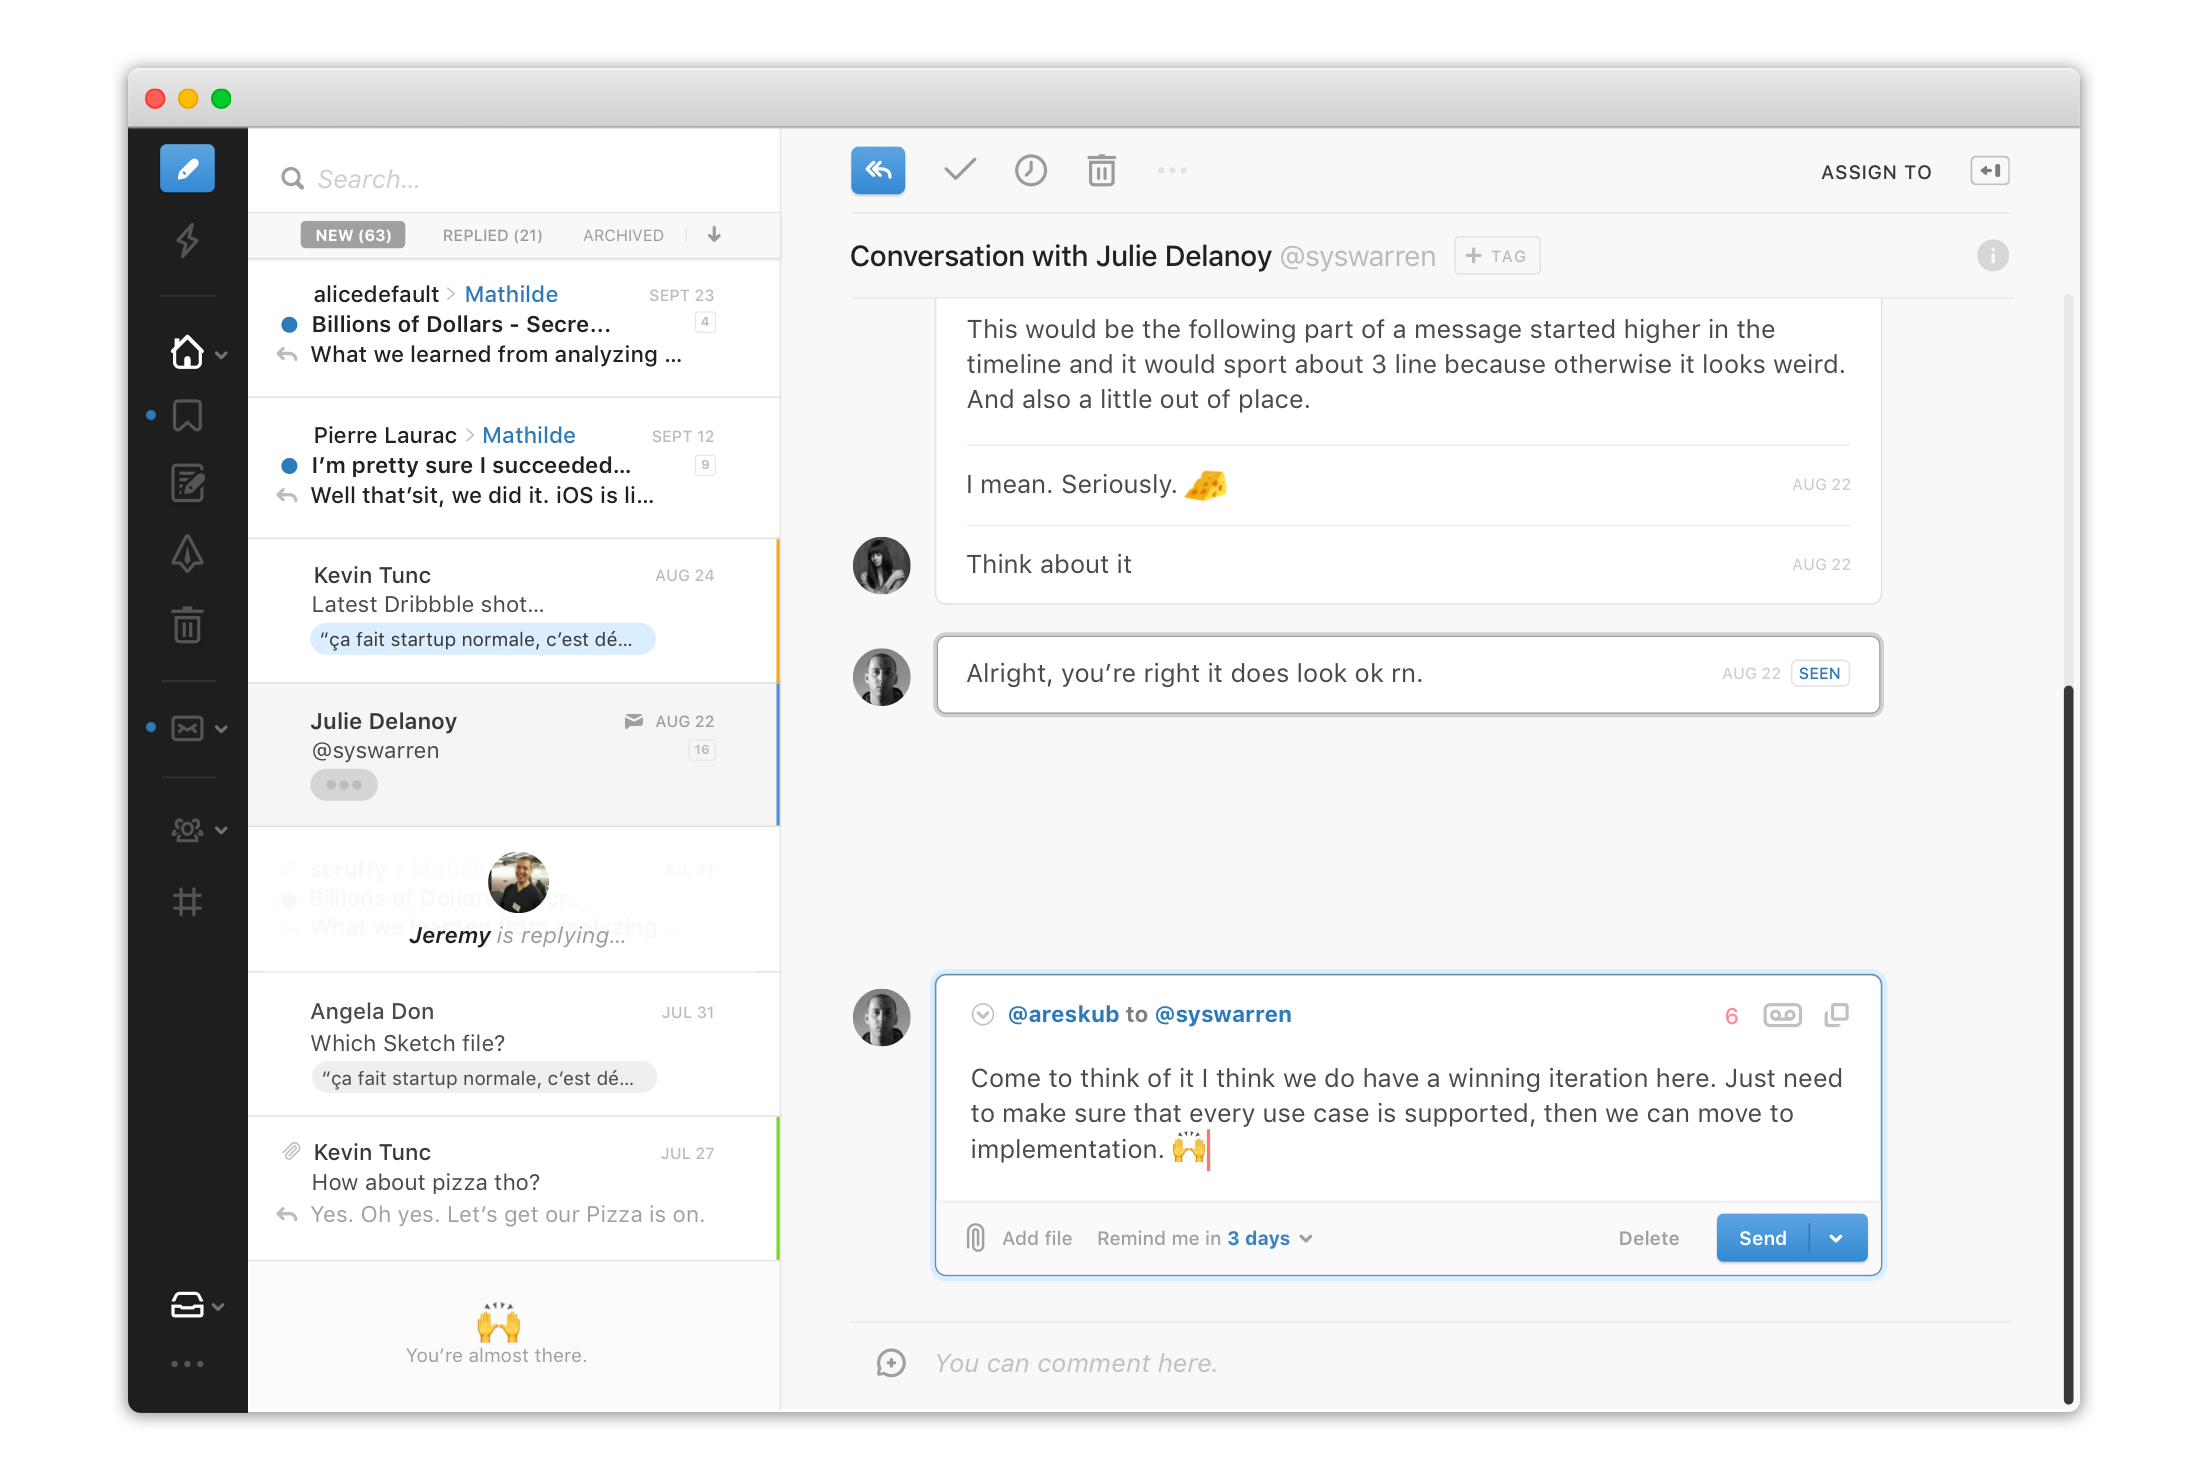 Search...
NEW (63)
REPLIED (21)
ARCHIVED
alicedefault > Mathilde
SEPT 23
Billions of Dollars - Secre...
4
What we learned from analyzing ...
Pierre Laurac > Mathilde
SEPT 12
I’m pretty sure I succeeded...
9
Well that’sit, we did it. iOS is li...
Kevin Tunc
AUG 24
Latest Dribbble shot...
“ça fait startup normale, c’est dé...
Julie Delanoy
AUG 22
@syswarren
16
scruffy > Mathil
JUL 31
Billions of Dollars
What we learned from analyzing ...
Jeremy is replying...
Angela Don
JUL 31
Which Sketch file?
“ça fait startup normale, c’est dé...
Kevin Tunc
JUL 27
How about pizza tho?
Yes. Oh yes. Let’s get our Pizza is on.
You’re almost there.
ASSIGN TO
Conversation with Julie Delanoy @syswarren
+ TAG
This would be the following part of a message started higher in the
timeline and it would sport about 3 line because otherwise it looks weird.
And also a little out of place.
I mean. Seriously. 🧀
AUG 22
Think about it
AUG 22
Alright, you’re right it does look ok rn.
AUG 22
SEEN
@areskub to @syswarren
6
Come to think of it I think we do have a winning iteration here. Just need
to make sure that every use case is supported, then we can move to
implementation. 🙌
Add file
Remind me in 3 days
Delete
Send
You can comment here.